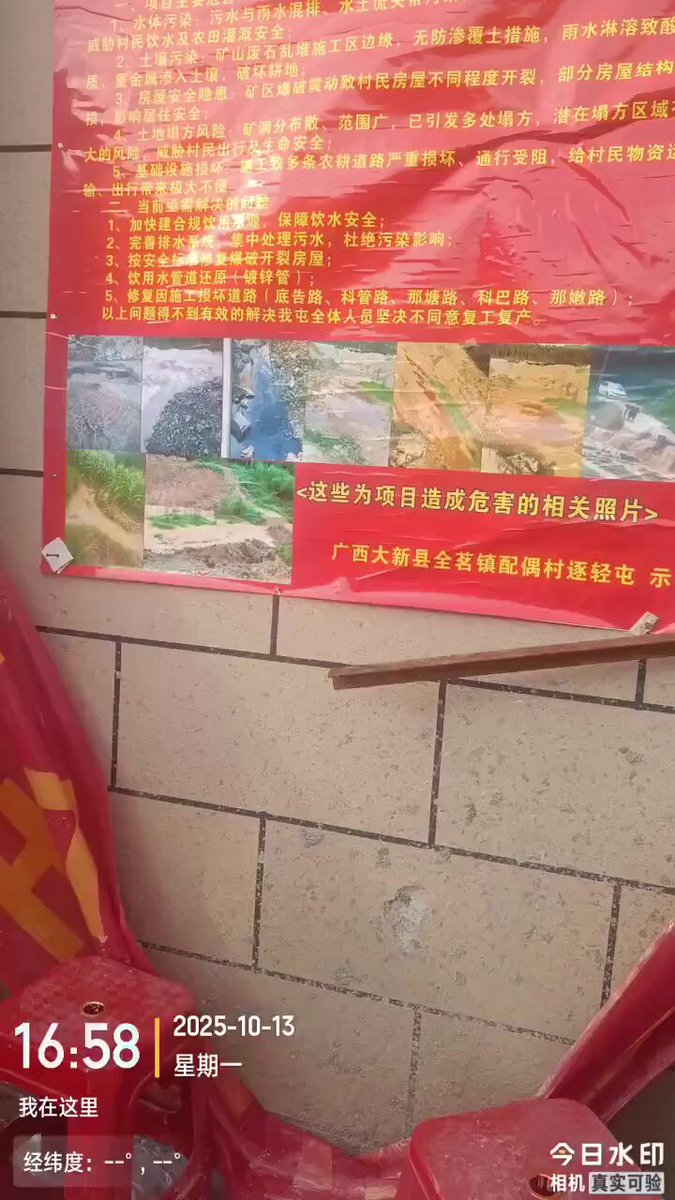 一、项目主要危害
1、水体污染：污水与雨水混排、水土流失带污
威胁村民饮水及农田灌溉安全；
2、土壤污染：矿山废石乱堆施工区边缘，无防渗覆土措施，雨水淋溶致酸
质、重金属渗入土壤，破坏耕地；
3、房屋安全隐患：矿区爆破震动致村民房屋不同程度开裂，部分房屋结构
损，影响居住安全；
4、土地塌方风险：矿洞分布散、范围广，已引发多处塌方，潜在塌方区域
大的风险，威胁村民出行及生命安全；
5、基础设施损坏：施工致多条农耕道路严重损坏、通行受阻，给村民物资运
输、出行带来极大不便
二、当前亟需解决的问题
1、加快建合规饮用水源，保障饮水安全；
2、完善排水系统，集中处理污水，杜绝污染影响；
3、按安全标准修复爆破开裂房屋；
4、饮用水管道还原（镀锌管）；
5、修复因施工损坏道路（底告路、科管路、那塘路、科巴路、那嫩路）；
以上问题得不到有效的解决我屯全体人员坚决不同意复工复产。
<这些为项目造成危害的相关照片>
广西大新县全茗镇配偶村逐轻屯 示
16:58
2025-10-13
星期一
我在这里
经纬度：--°，--°
今日水印
相机 真实可验